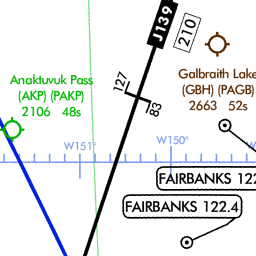 J139
210
Anaktuvuk Pass
(AKP) (PAKP)
2106 48s
127
83
Galbraith Lake
(GBH) (PAGB)
2663 52s
W151°
W150°
FAIRBANKS 122
FAIRBANKS 122.4